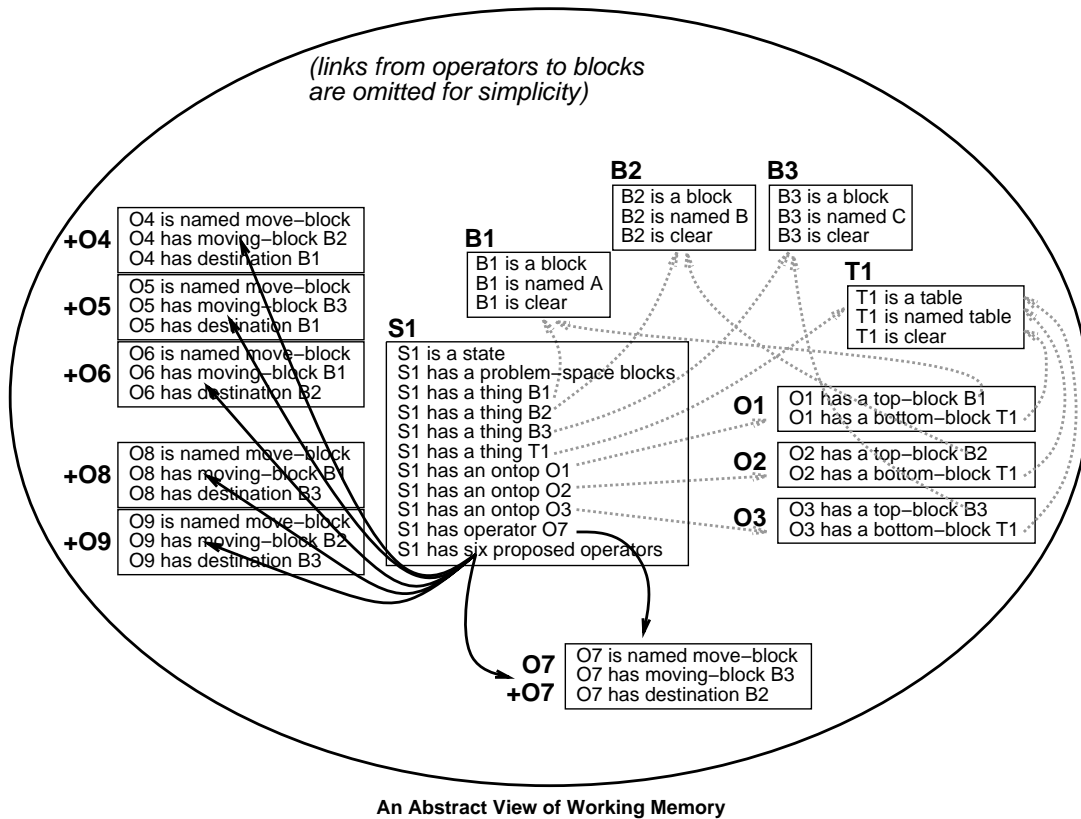 (links from operators to blocks
are omitted for simplicity)
B2
B2 is a block
B2 is named B
B2 is clear
B3
B3 is a block
B3 is named C
B3 is clear
+O4
O4 is named move−block
O4 has moving−block B2
O4 has destination B1
B1
B1 is a block
B1 is named A
B1 is clear
T1
T1 is a table
T1 is named table
T1 is clear
+O5
O5 is named move−block
O5 has moving−block B3
O5 has destination B1
+O6
O6 is named move−block
O6 has moving−block B1
O6 has destination B2
S1
S1 is a state
S1 has a problem−space blocks
S1 has a thing B1
S1 has a thing B2
S1 has a thing B3
S1 has a thing T1
S1 has an ontop O1
S1 has an ontop O2
S1 has an ontop O3
S1 has operator O7
S1 has six proposed operators
O1
O1 has a top−block B1
O1 has a bottom−block T1
O2
O2 has a top−block B2
O2 has a bottom−block T1
O3
O3 has a top−block B3
O3 has a bottom−block T1
+O8
O8 is named move−block
O8 has moving−block B1
O8 has destination B3
+O9
O9 is named move−block
O9 has moving−block B2
O9 has destination B3
O7
+O7
O7 is named move−block
O7 has moving−block B3
O7 has destination B2
An Abstract View of Working Memory